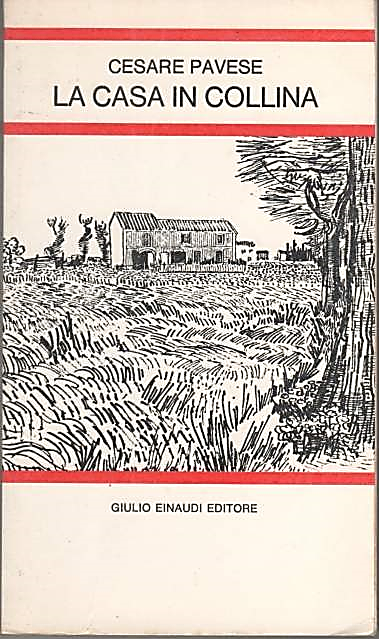 CESARE PAVESE
LA CASA IN COLLINA
GIULIO EINAUDI EDITORE